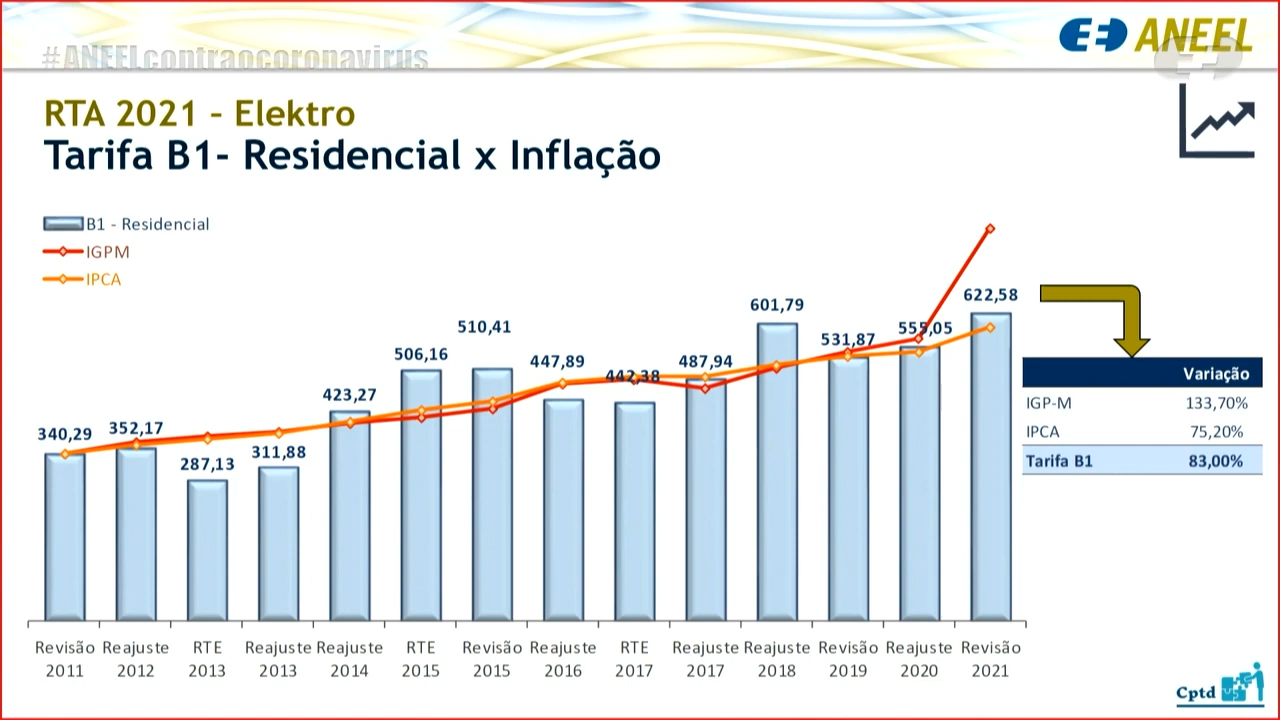 #ANEELcontraocoronavirus
ANEEL
RTA 2021 – Elektro
Tarifa B1- Residencial x Inflação
B1 - Residencial
IGPM
IPCA
340,29
352,17
287,13
311,88
423,27
506,16
510,41
447,89
442,38
487,94
601,79
531,87
555,05
622,58
Variação
IGP-M 133,70%
IPCA 75,20%
Tarifa B1 83,00%
Revisão 2011
Reajuste 2012
RTE 2013
Reajuste 2013
Reajuste 2014
RTE 2015
Revisão 2015
Reajuste 2016
RTE 2017
Reajuste 2017
Reajuste 2018
Revisão 2019
Reajuste 2020
Revisão 2021
Cptd